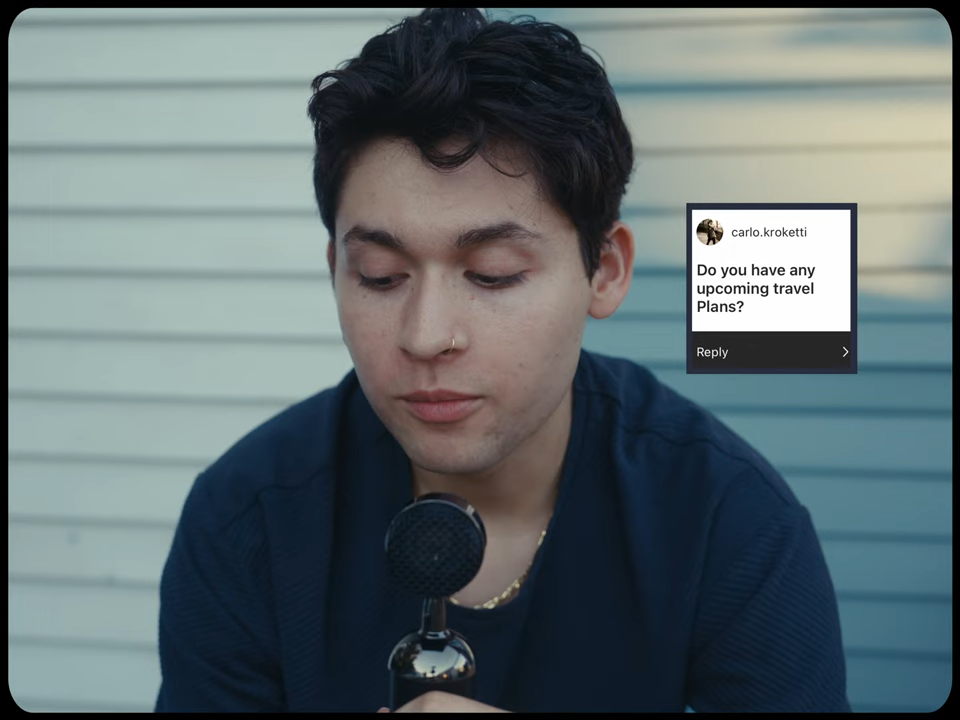 carlo.kroketti
Do you have any
upcoming travel
Plans?
Reply